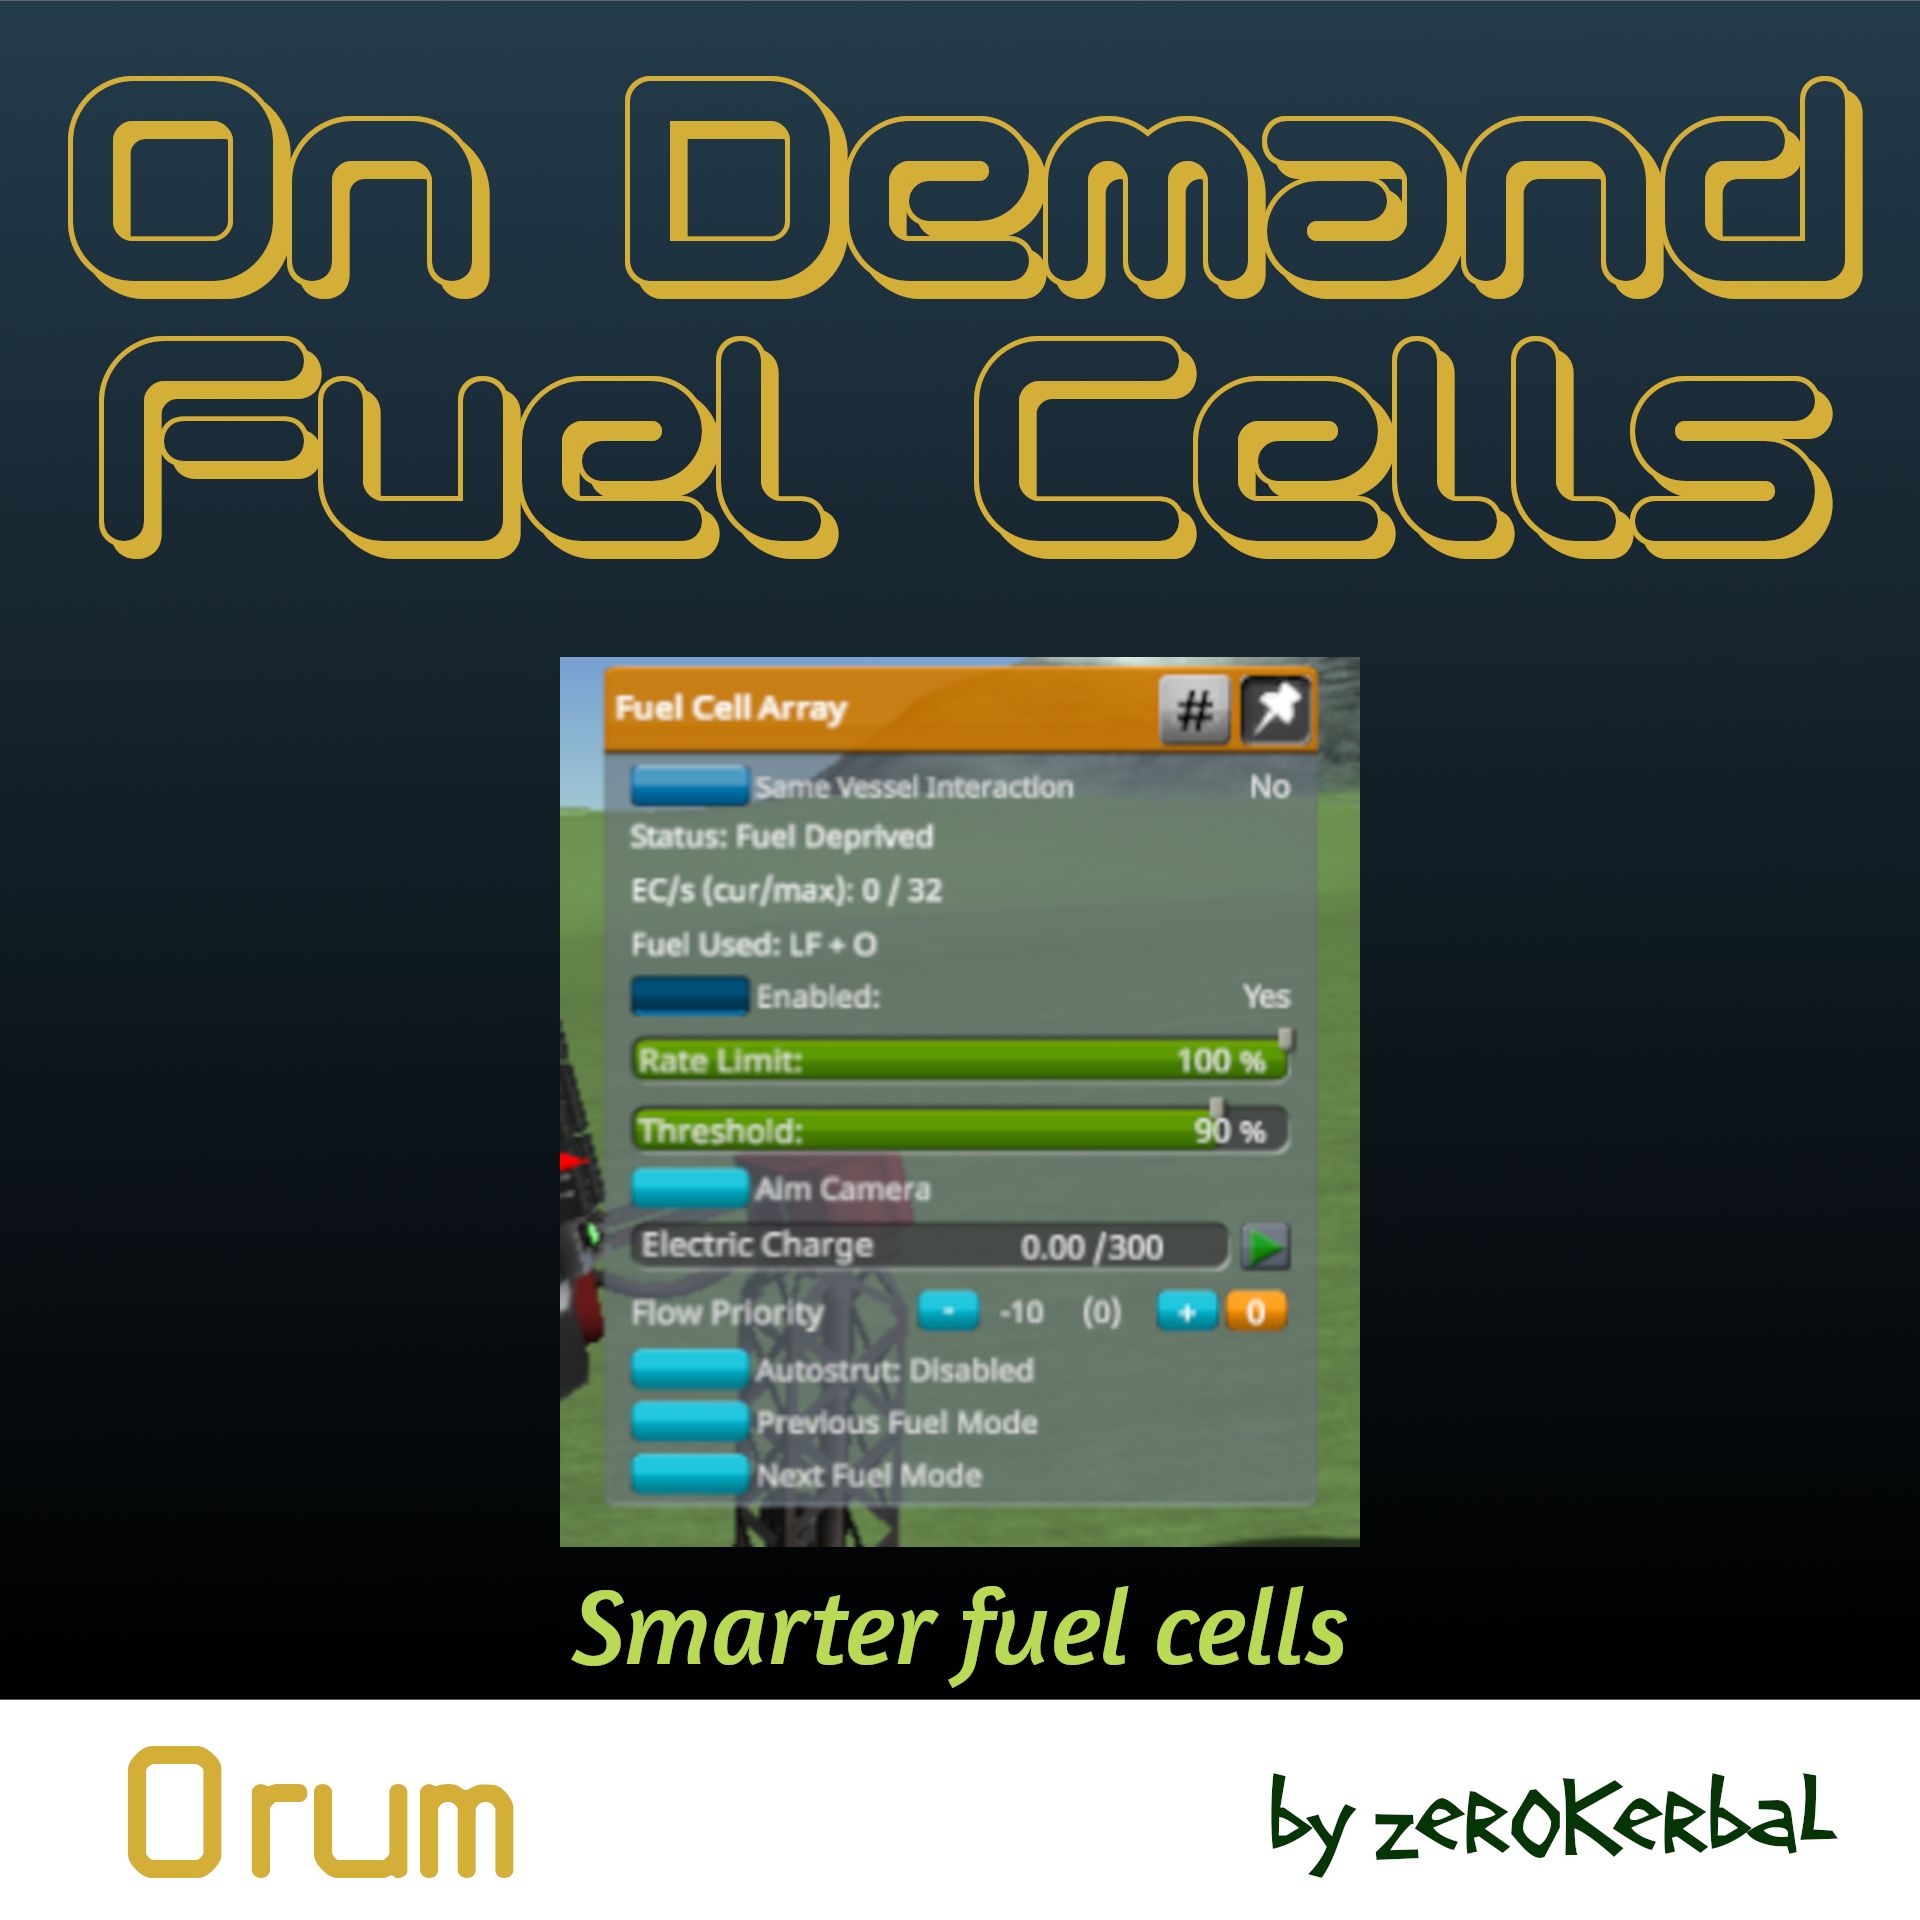 On Demand
Fuel Cells
Fuel Cell Array #
Same Vessel Interaction No
Status: Fuel Deprived
EC/s (cur/max): 0 / 32
Fuel Used: LF + O
Enabled: Yes
Rate Limit: 100 %
Threshold: 90 %
Aim Camera
Electric Charge 0.00 /300
Flow Priority - -10 (0) + 0
Autostrut: Disabled
Previous Fuel Mode
Next Fuel Mode
Smarter fuel cells
Orum
by zer0Kerbal